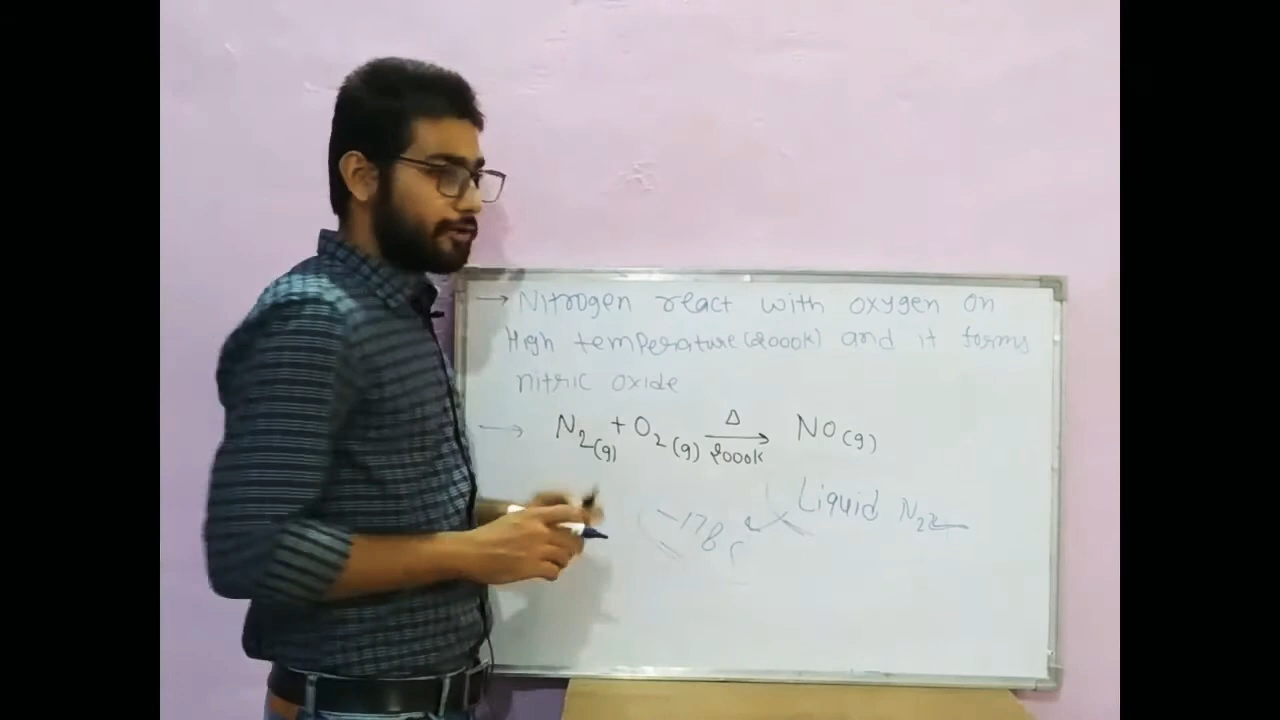 → Nitrogen react with oxygen on
High temperature (2000k) and it forms
nitric oxide
→ N₂(g) + O₂(g) →(Δ, 2000k) NO(g)
Liquid N₂
-178